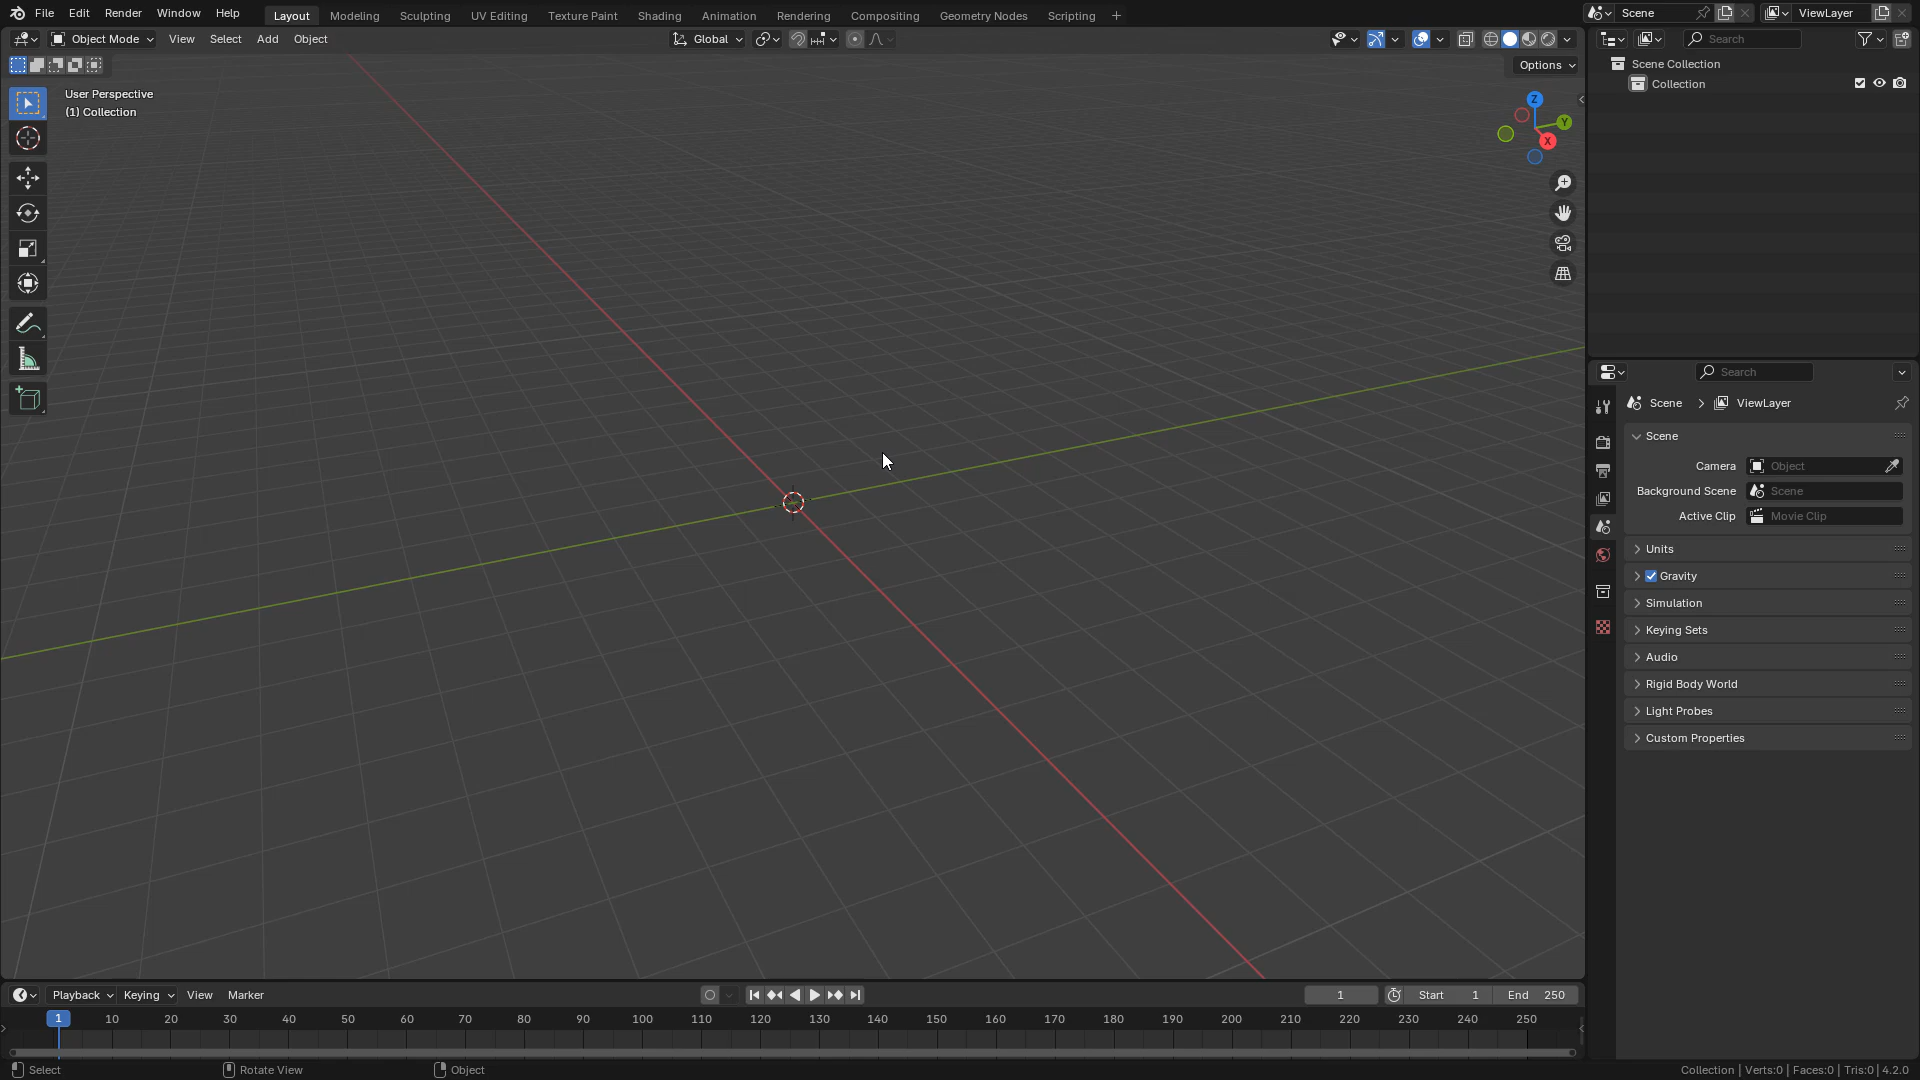 File Edit Render Window Help Layout Modeling Sculpting UV Editing Texture Paint Shading Animation Rendering Compositing Geometry Nodes Scripting Scene ViewLayer
Object Mode View Select Add Object Global Search
Options
User Perspective
(1) Collection
Z
Y
X
Scene Collection
Collection
Search
Scene ViewLayer
Scene
Camera Object
Background Scene Scene
Active Clip Movie Clip
Units
Gravity
Simulation
Keying Sets
Audio
Rigid Body World
Light Probes
Custom Properties
Playback Keying View Marker 1 Start 1 End 250
1 10 20 30 40 50 60 70 80 90 100 110 120 130 140 150 160 170 180 190 200 210 220 230 240 250
Select Rotate View Object Collection | Verts:0 | Faces:0 | Tris:0 | 4.2.0